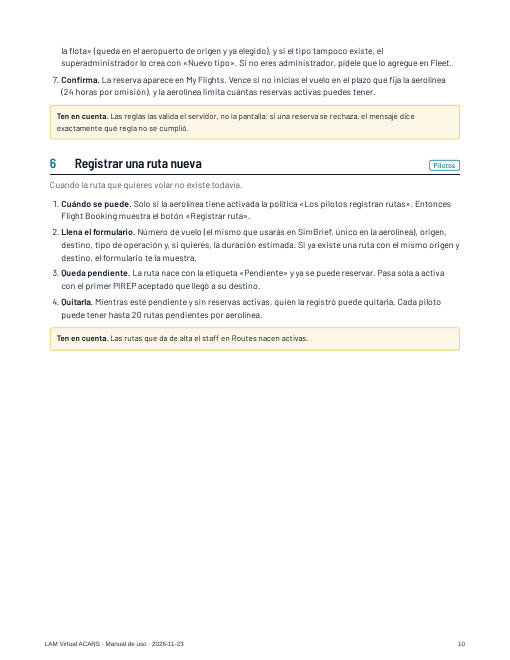 la flota» (queda en el aeropuerto de origen y ya elegido), y si el tipo tampoco existe, el
superadministrador lo crea con «Nuevo tipo». Si no eres administrador, pídele que lo agregue en Fleet.
7. Confirma. La reserva aparece en My Flights. Vence si no inicias el vuelo en el plazo que fija la aerolínea
(24 horas por omisión), y la aerolínea limita cuántas reservas activas puedes tener.
Ten en cuenta. Las reglas las valida el servidor, no la pantalla: si una reserva se rechaza, el mensaje dice
exactamente qué regla no se cumplió.
6 Registrar una ruta nueva Pilotos
Cuando la ruta que quieres volar no existe todavía.
1. Cuándo se puede. Solo si la aerolínea tiene activada la política «Los pilotos registran rutas». Entonces
Flight Booking muestra el botón «Registrar ruta».
2. Llena el formulario. Número de vuelo (el mismo que usarás en SimBrief, único en la aerolínea), origen,
destino, tipo de operación y, si quieres, la duración estimada. Si ya existe una ruta con el mismo origen y
destino, el formulario te la muestra.
3. Queda pendiente. La ruta nace con la etiqueta «Pendiente» y ya se puede reservar. Pasa sola a activa
con el primer PIREP aceptado que llegó a su destino.
4. Quitarla. Mientras esté pendiente y sin reservas activas, quien la registró puede quitarla. Cada piloto
puede tener hasta 20 rutas pendientes por aerolínea.
Ten en cuenta. Las rutas que da de alta el staff en Routes nacen activas.
LAM Virtual ACARS · Manual de uso · 2026-11-23 10